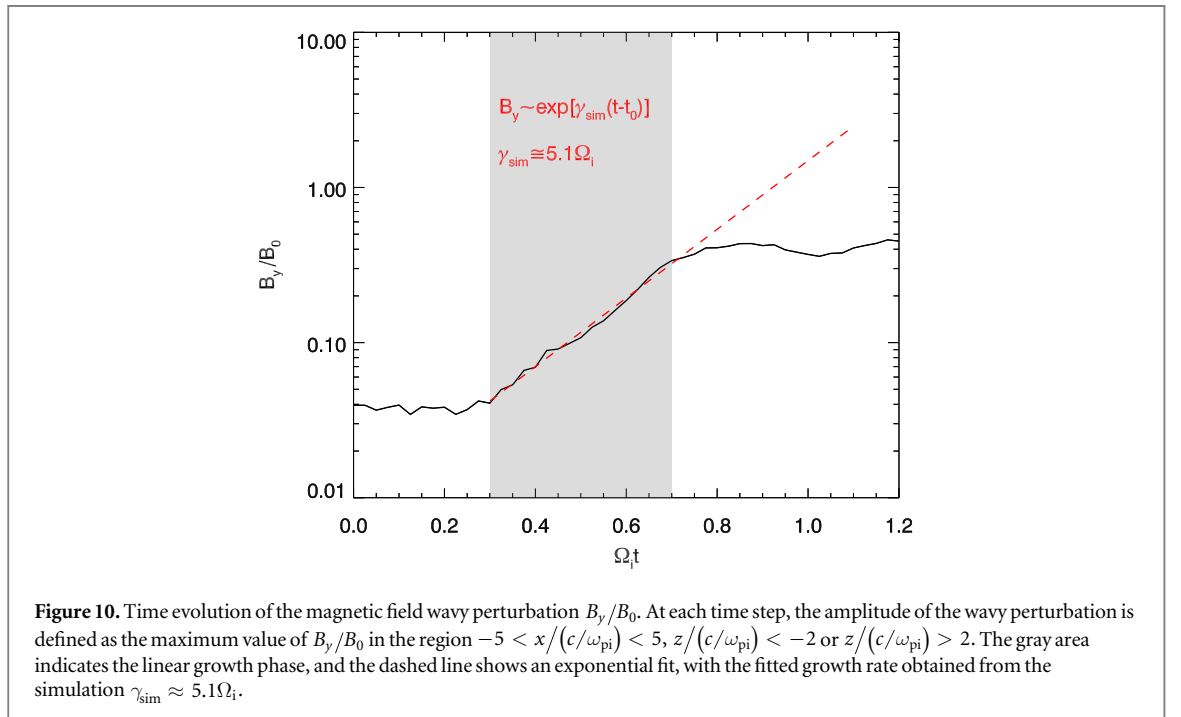 10.00
B_y~exp[γ_sim(t-t_0)]
γ_sim≅5.1Ω_i
1.00
B_y/B_0
0.10
0.01
0.0 0.2 0.4 0.6 0.8 1.0 1.2
Ω_it
Figure 10. Time evolution of the magnetic field wavy perturbation B_y/B_0. At each time step, the amplitude of the wavy perturbation is
defined as the maximum value of B_y/B_0 in the region −5 < x/(c/ω_pi) < 5, z/(c/ω_pi) < −2 or z/(c/ω_pi) > 2. The gray area
indicates the linear growth phase, and the dashed line shows an exponential fit, with the fitted growth rate obtained from the
simulation γ_sim ≈ 5.1Ω_i.